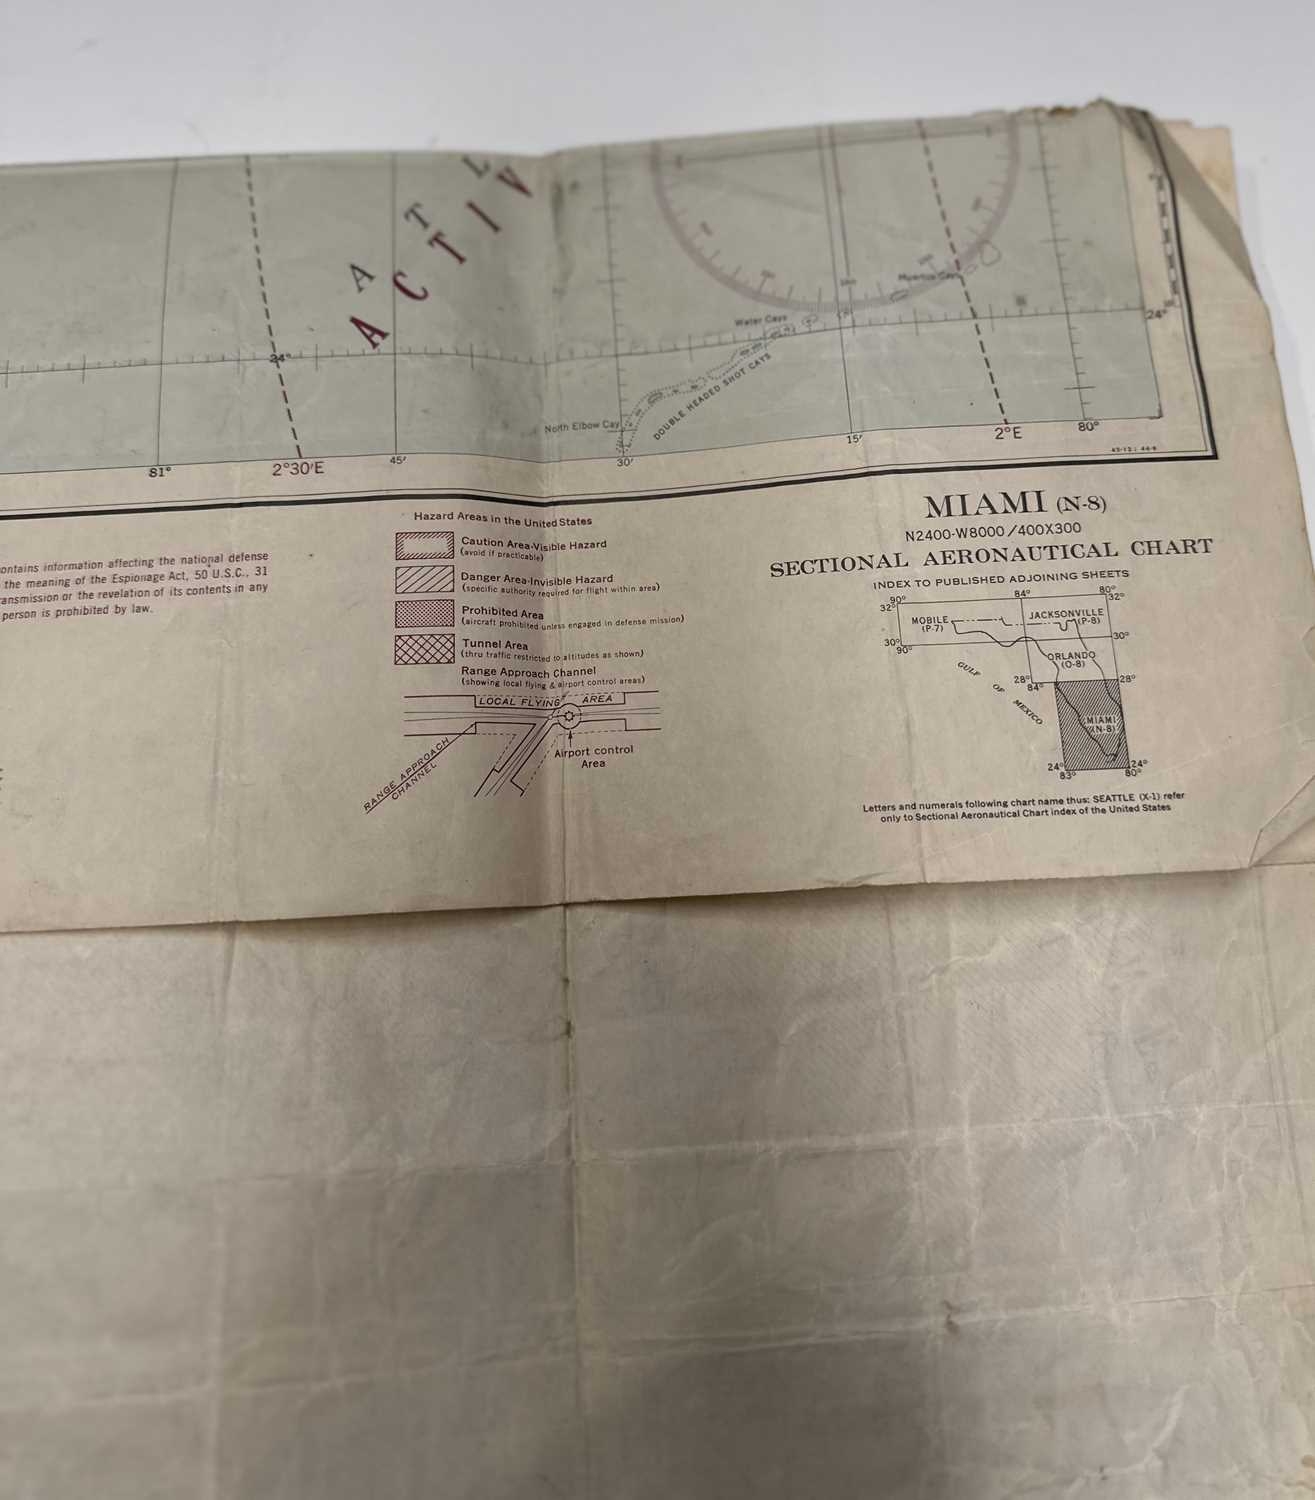 A T L
A C T I V
24°
Water Cays
DOUBLE HEADED SHOT CAYS
North Elbow Cay
24°
81°
2°30′E
45′
30′
15′
2°E
80°
ontains information affecting the national defense
the meaning of the Espionage Act, 50 U.S.C., 31
ansmission or the revelation of its contents in any
person is prohibited by law.
Hazard Areas in the United States
Caution Area-Visible Hazard
(avoid if practicable)
Danger Area-Invisible Hazard
(specific authority required for flight within area)
Prohibited Area
(aircraft prohibited unless engaged in defense mission)
Tunnel Area
(thru traffic restricted to altitudes as shown)
Range Approach Channel
(showing local flying & airport control areas)
LOCAL FLYING AREA
RANGE APPROACH
CHANNEL
Airport control
Area
MIAMI (N-8)
N2400-W8000/400X300
SECTIONAL AERONAUTICAL CHART
INDEX TO PUBLISHED ADJOINING SHEETS
90° 84° 80°
32° 32°
MOBILE
(P-7)
JACKSONVILLE
(P-8)
30° 30°
90°
ORLANDO
(O-8)
GULF OF MEXICO
28° 28°
84°
MIAMI
(N-8)
24° 24°
83° 80°
Letters and numerals following chart name thus: SEATTLE (X-1) refer
only to Sectional Aeronautical Chart index of the United States